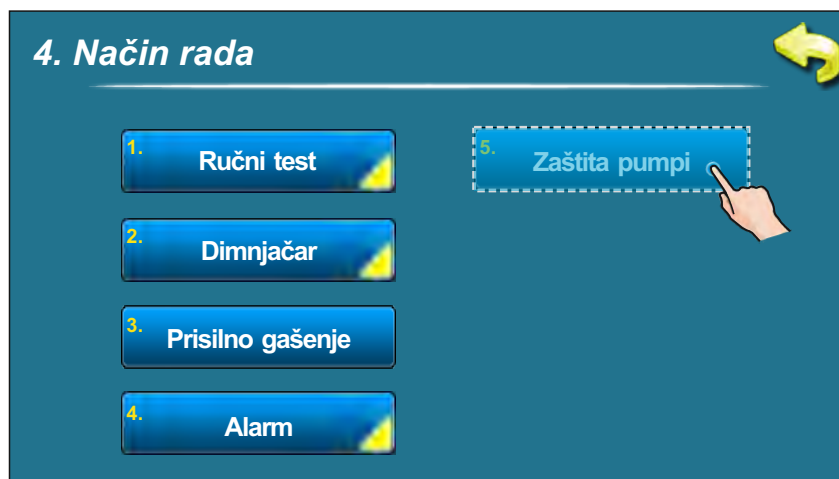 4. Način rada
1. Ručni test
2. Dimnjačar
3. Prisilno gašenje
4. Alarm
5. Zaštita pumpi